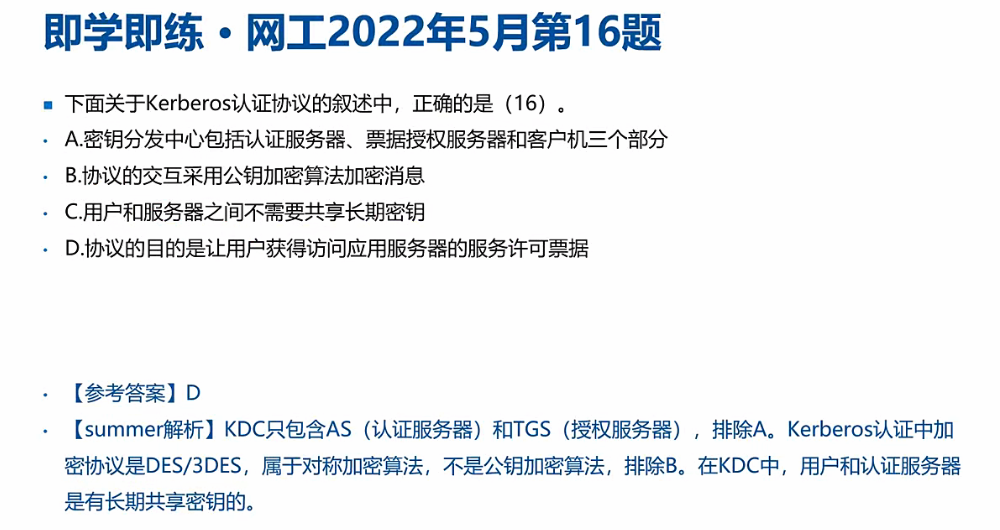 即学即练·网工2022年5月第16题
下面关于Kerberos认证协议的叙述中，正确的是（16）。
A.密钥分发中心包括认证服务器、票据授权服务器和客户机三个部分
B.协议的交互采用公钥加密算法加密消息
C.用户和服务器之间不需要共享长期密钥
D.协议的目的是让用户获得访问应用服务器的服务许可票据
【参考答案】D
【summer解析】KDC只包含AS（认证服务器）和TGS（授权服务器），排除A。Kerberos认证中加
密协议是DES/3DES，属于对称加密算法，不是公钥加密算法，排除B。在KDC中，用户和认证服务器
是有长期共享密钥的。